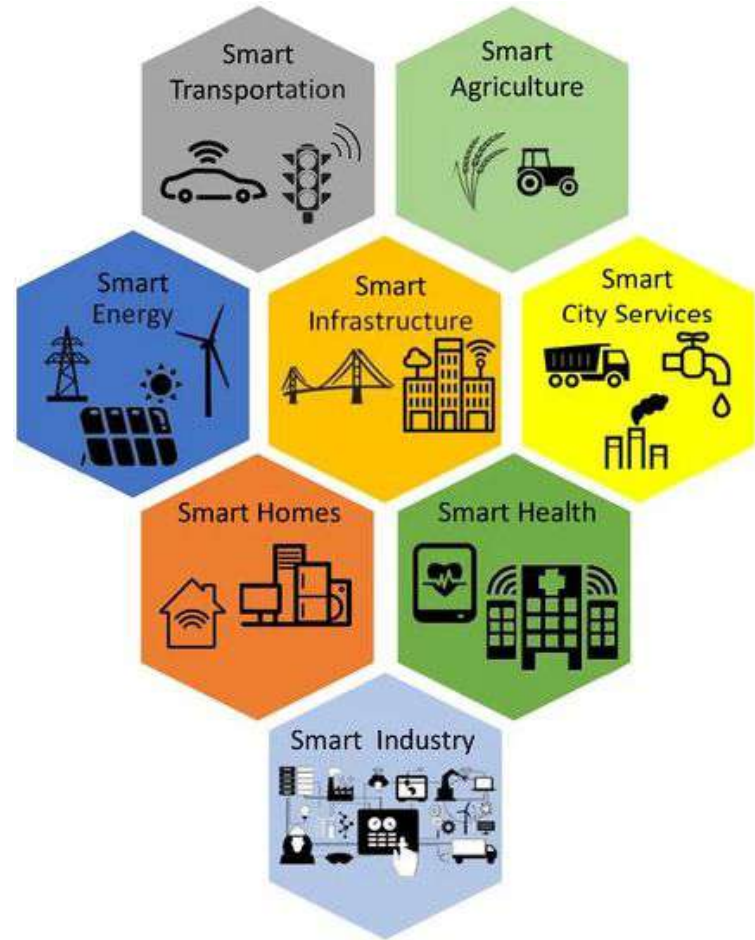 Smart
Transportation
Smart
Agriculture
Smart
Energy
Smart
Infrastructure
Smart
City Services
Smart Homes
Smart Health
Smart Industry